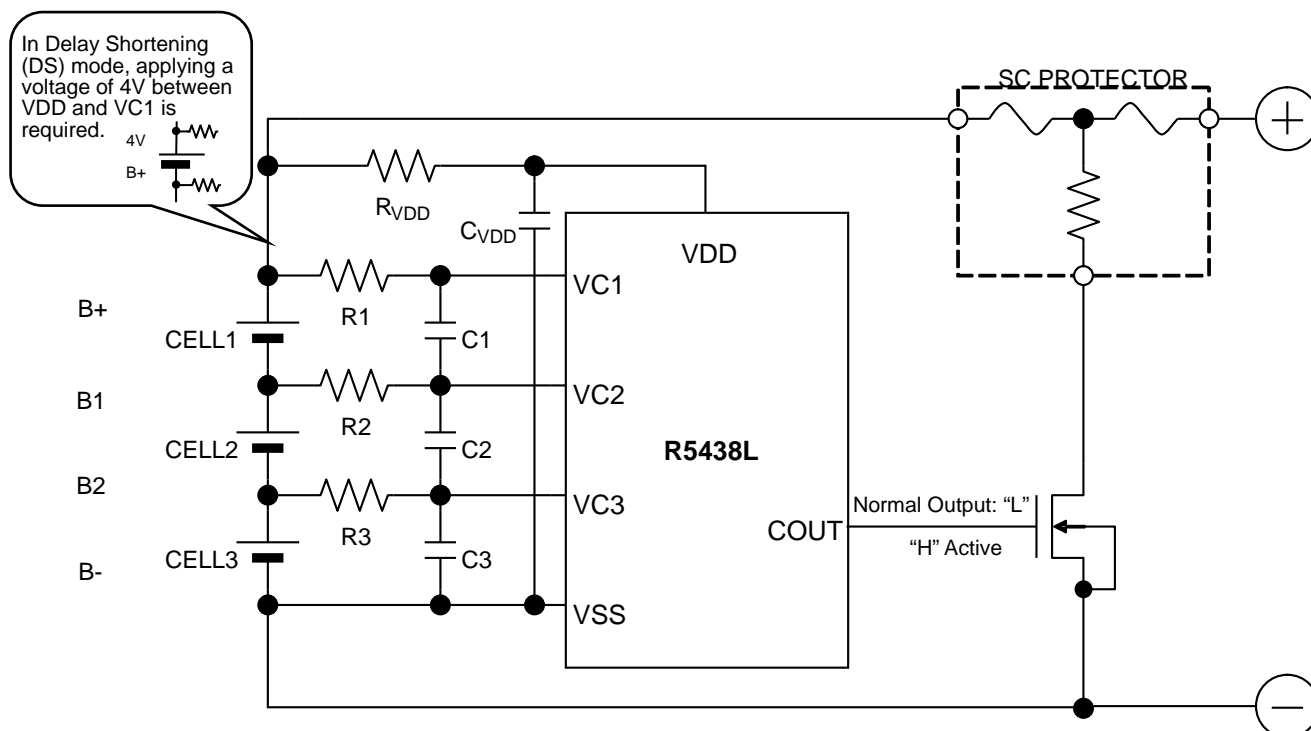 In Delay Shortening
(DS) mode, applying a
voltage of 4V between
VDD and VC1 is
required.
4V
B+
SC PROTECTOR
RVDD
CVDD
VDD
VC1
B+
R1
CELL1
C1
VC2
B1
R2
CELL2
C2
R5438L
B2
VC3
Normal Output: “L”
R3
COUT
CELL3
C3
“H” Active
B-
VSS